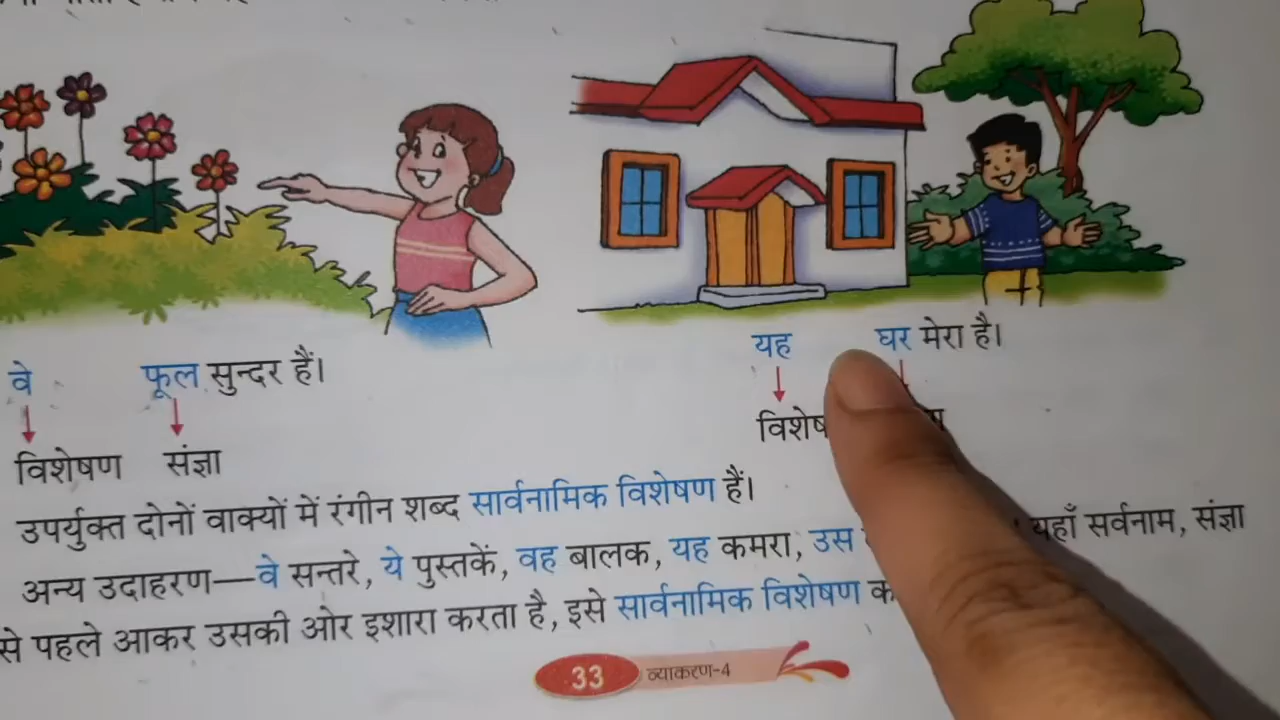 वे फूल सुन्दर हैं।
यह घर मेरा है।
विशेषण संज्ञा
उपर्युक्त दोनों वाक्यों में रंगीन शब्द सार्वनामिक विशेषण हैं।
अन्य उदाहरण—वे सन्तरे, ये पुस्तकें, वह बालक, यह कमरा, उस यहाँ सर्वनाम, संज्ञा
से पहले आकर उसकी ओर इशारा करता है, इसे सार्वनामिक विशेषण
33 व्याकरण-4